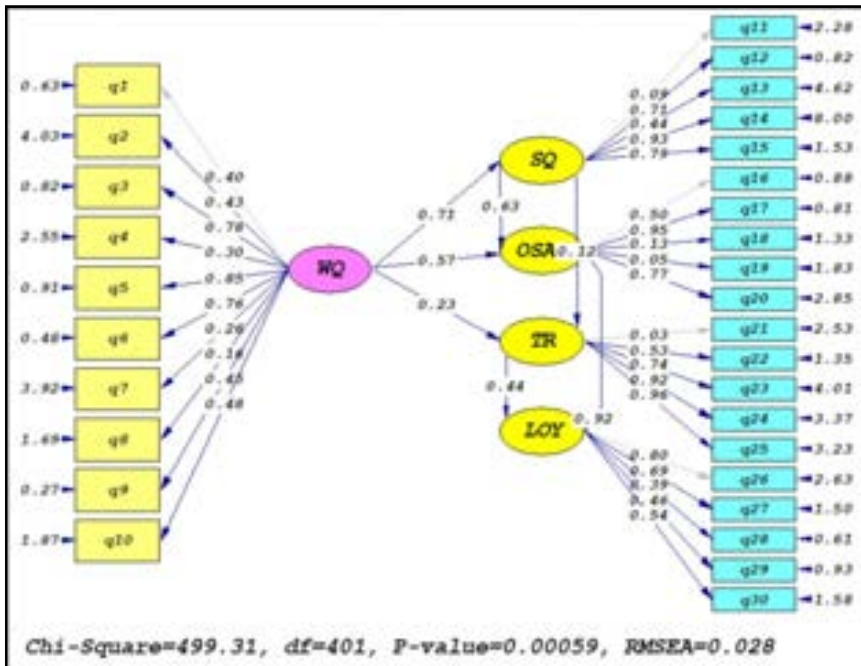 0.63 q1
4.03 q2
0.82 q3
2.55 q4
0.91 q5
0.46 q6
3.92 q7
1.69 q8
0.27 q9
1.87 q10
0.40
0.43
0.78
0.30
0.85
0.76
0.26
0.16
0.45
0.48
WQ
0.71
0.57
0.23
SQ
0.63
OSA
0.12
TR
0.44
0.92
LOY
0.09
0.71
0.44
0.93
0.79
0.50
0.95
0.13
0.05
0.77
0.03
0.53
0.74
0.92
0.96
0.80
0.69
0.39
0.46
0.54
q11 2.28
q12 0.82
q13 4.62
q14 8.00
q15 1.53
q16 0.88
q17 0.81
q18 1.33
q19 1.83
q20 2.85
q21 2.53
q22 1.35
q23 4.01
q24 3.37
q25 3.23
q26 2.63
q27 1.50
q28 0.61
q29 0.93
q30 1.58
Chi-Square=499.31, df=401, P-value=0.00059, RMSEA=0.028